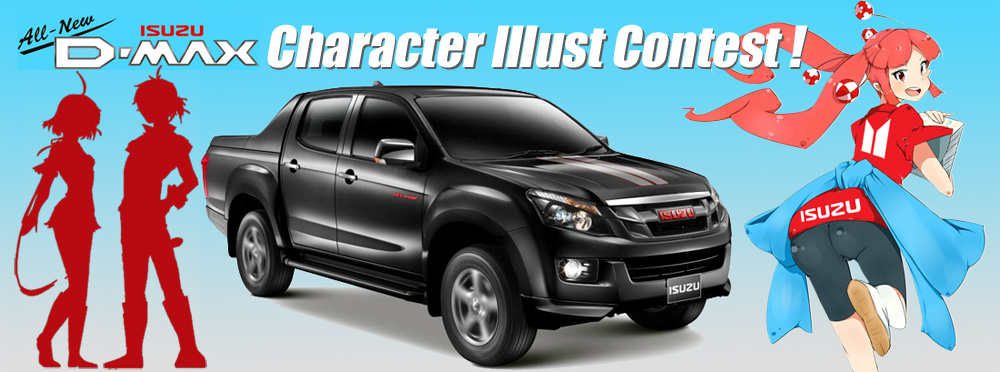 All-New
ISUZU
D-MAX
Character Illust Contest !
ISUZU
ISUZU
ISUZU